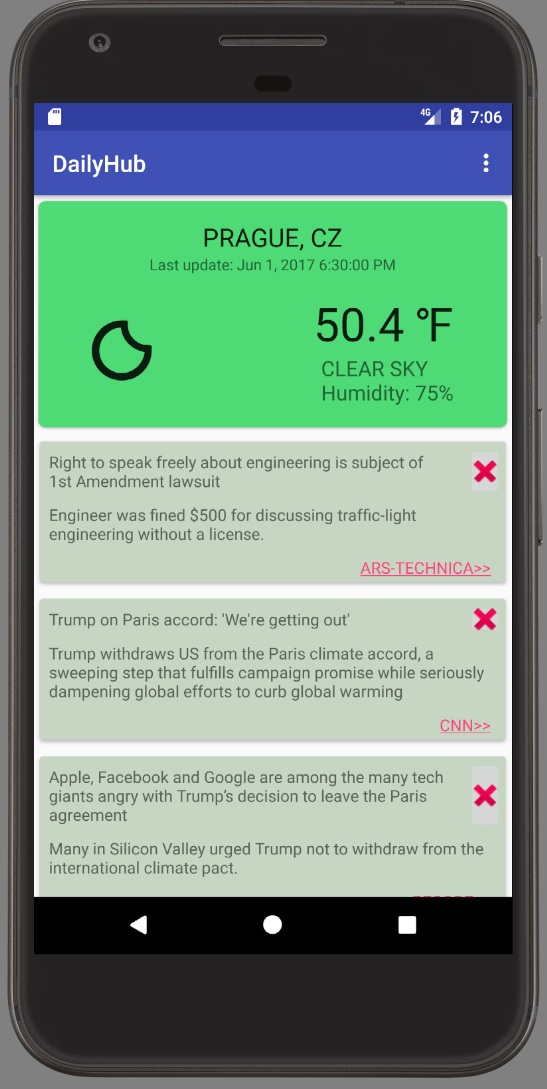 4G 7:06
DailyHub
PRAGUE, CZ
Last update: Jun 1, 2017 6:30:00 PM
50.4 °F
CLEAR SKY
Humidity: 75%
Right to speak freely about engineering is subject of
1st Amendment lawsuit
Engineer was fined $500 for discussing traffic-light
engineering without a license.
ARS-TECHNICA>>
Trump on Paris accord: 'We're getting out'
Trump withdraws US from the Paris climate accord, a
sweeping step that fulfills campaign promise while seriously
dampening global efforts to curb global warming
CNN>>
Apple, Facebook and Google are among the many tech
giants angry with Trump’s decision to leave the Paris
agreement
Many in Silicon Valley urged Trump not to withdraw from the
international climate pact.